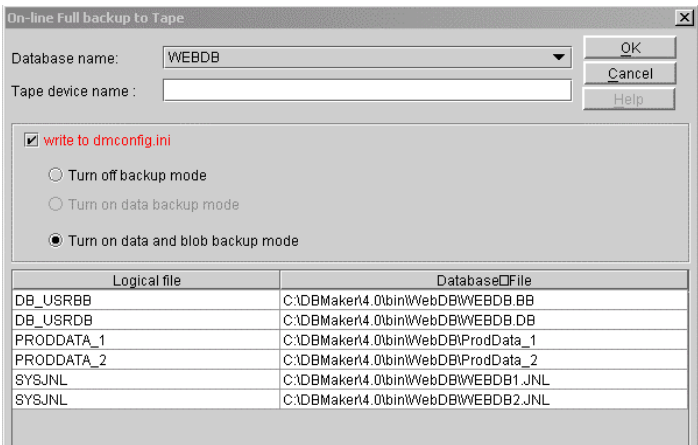 On-line Full backup to Tape
Database name: WEBDB OK
Cancel
Tape device name :
Help
write to dmconfig.ini
Turn off backup mode
Turn on data backup mode
Turn on data and blob backup mode
Logical file Database□File
DB_USRBB C:\DBMaker\4.0\bin\WebDB\WEBDB.BB
DB_USRDB C:\DBMaker\4.0\bin\WebDB\WEBDB.DB
PRODDATA_1 C:\DBMaker\4.0\bin\WebDB\ProdData_1
PRODDATA_2 C:\DBMaker\4.0\bin\WebDB\ProdData_2
SYSJNL C:\DBMaker\4.0\bin\WebDB\WEBDB1.JNL
SYSJNL C:\DBMaker\4.0\bin\WebDB\WEBDB2.JNL